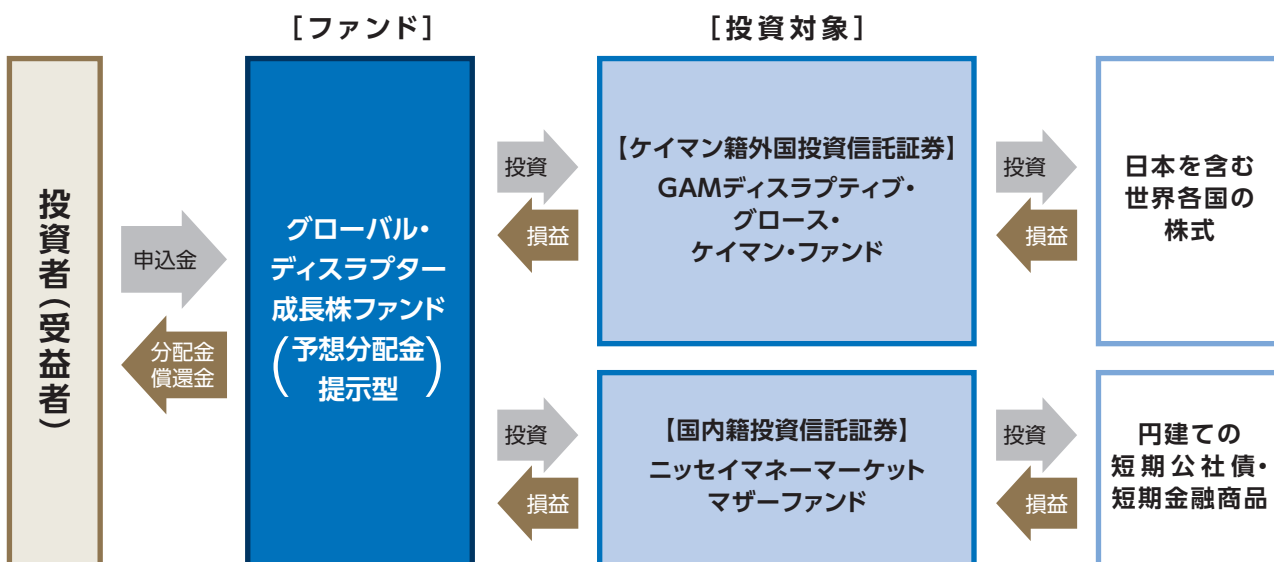 [ファンド]
[投資対象]
投資者(受益者)
申込金
分配金
償還金
グローバル・
ディスラプター
成長株ファンド
(予想分配金
提示型)
投資
損益
【ケイマン籍外国投資信託証券】
GAMディスラプティブ・
グロース・
ケイマン・ファンド
投資
損益
日本を含む
世界各国の
株式
投資
損益
【国内籍投資信託証券】
ニッセイマネーマーケット
マザーファンド
投資
損益
円建ての
短期公社債・
短期金融商品